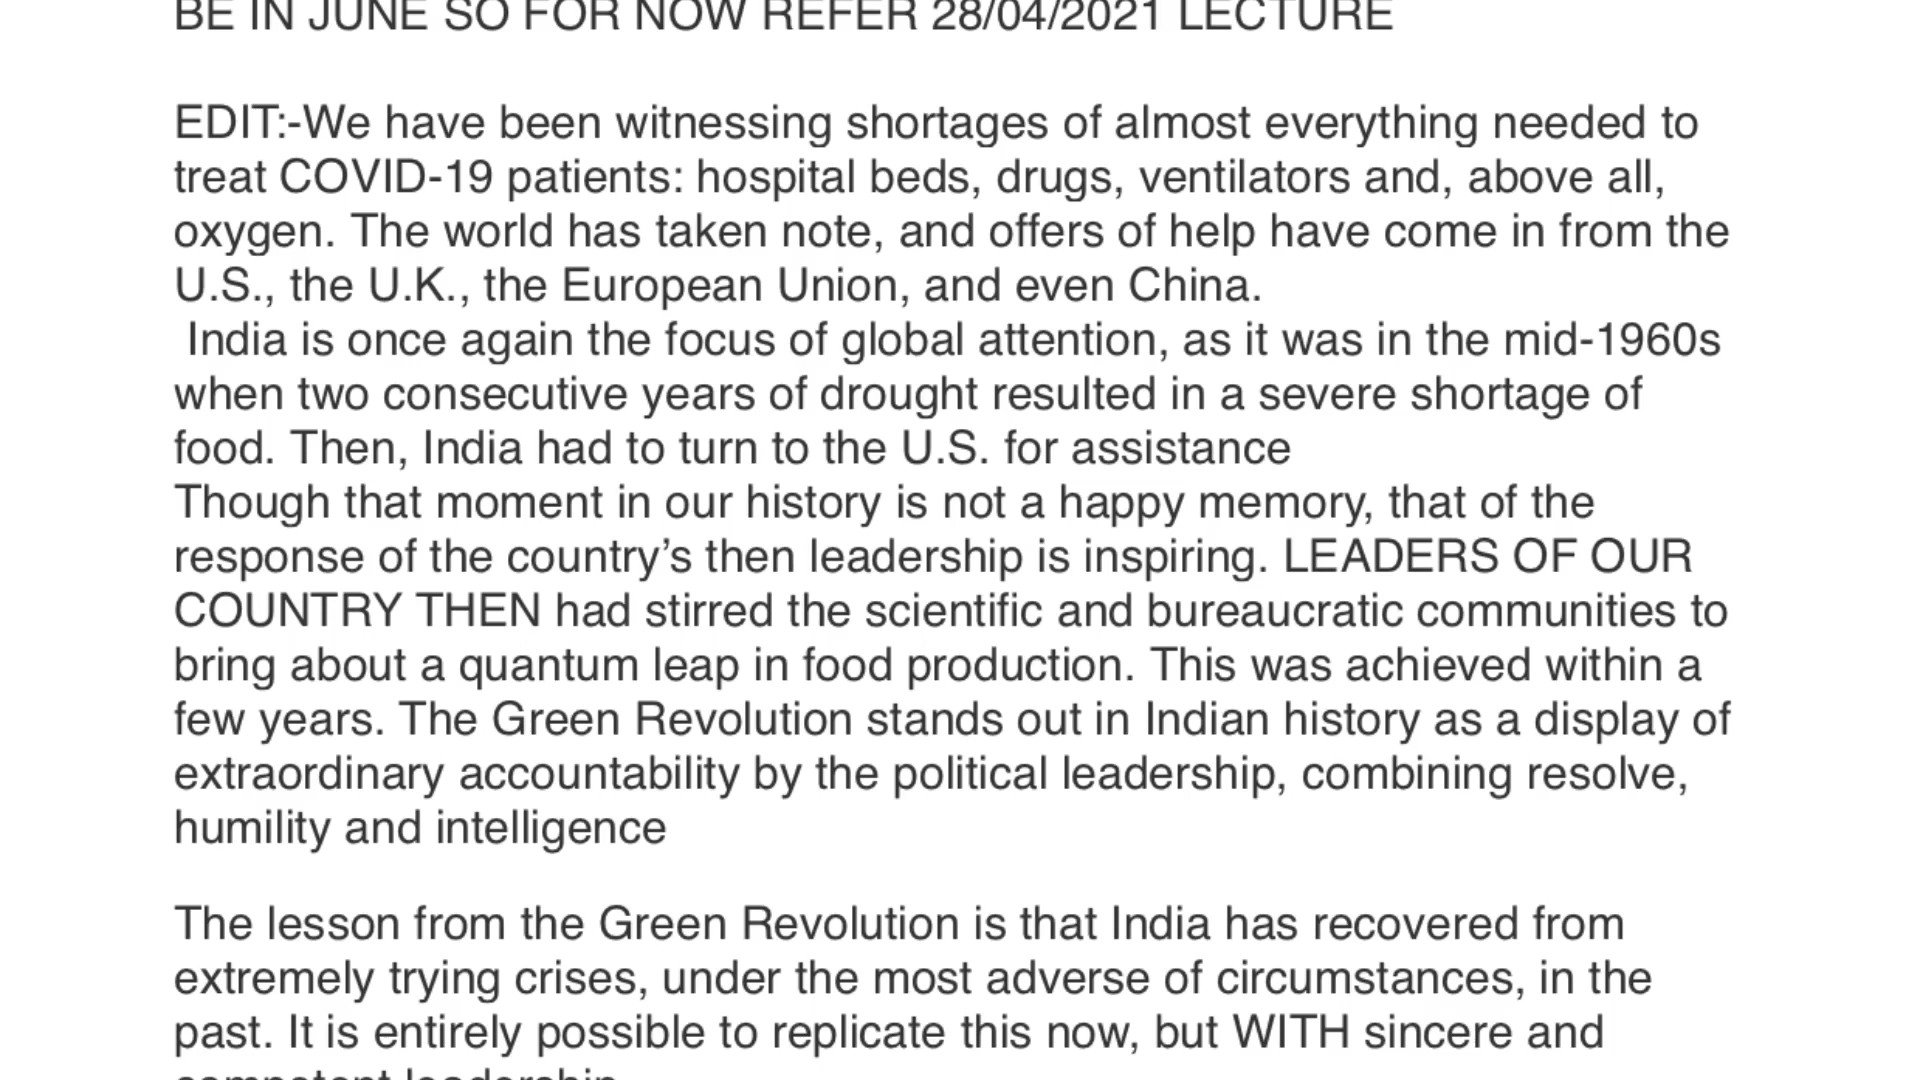 BE IN JUNE SO FOR NOW REFER 28/04/2021 LECTURE
EDIT:-We have been witnessing shortages of almost everything needed to
treat COVID-19 patients: hospital beds, drugs, ventilators and, above all,
oxygen. The world has taken note, and offers of help have come in from the
U.S., the U.K., the European Union, and even China.
India is once again the focus of global attention, as it was in the mid-1960s
when two consecutive years of drought resulted in a severe shortage of
food. Then, India had to turn to the U.S. for assistance
Though that moment in our history is not a happy memory, that of the
response of the country’s then leadership is inspiring. LEADERS OF OUR
COUNTRY THEN had stirred the scientific and bureaucratic communities to
bring about a quantum leap in food production. This was achieved within a
few years. The Green Revolution stands out in Indian history as a display of
extraordinary accountability by the political leadership, combining resolve,
humility and intelligence
The lesson from the Green Revolution is that India has recovered from
extremely trying crises, under the most adverse of circumstances, in the
past. It is entirely possible to replicate this now, but WITH sincere and
competent leadership